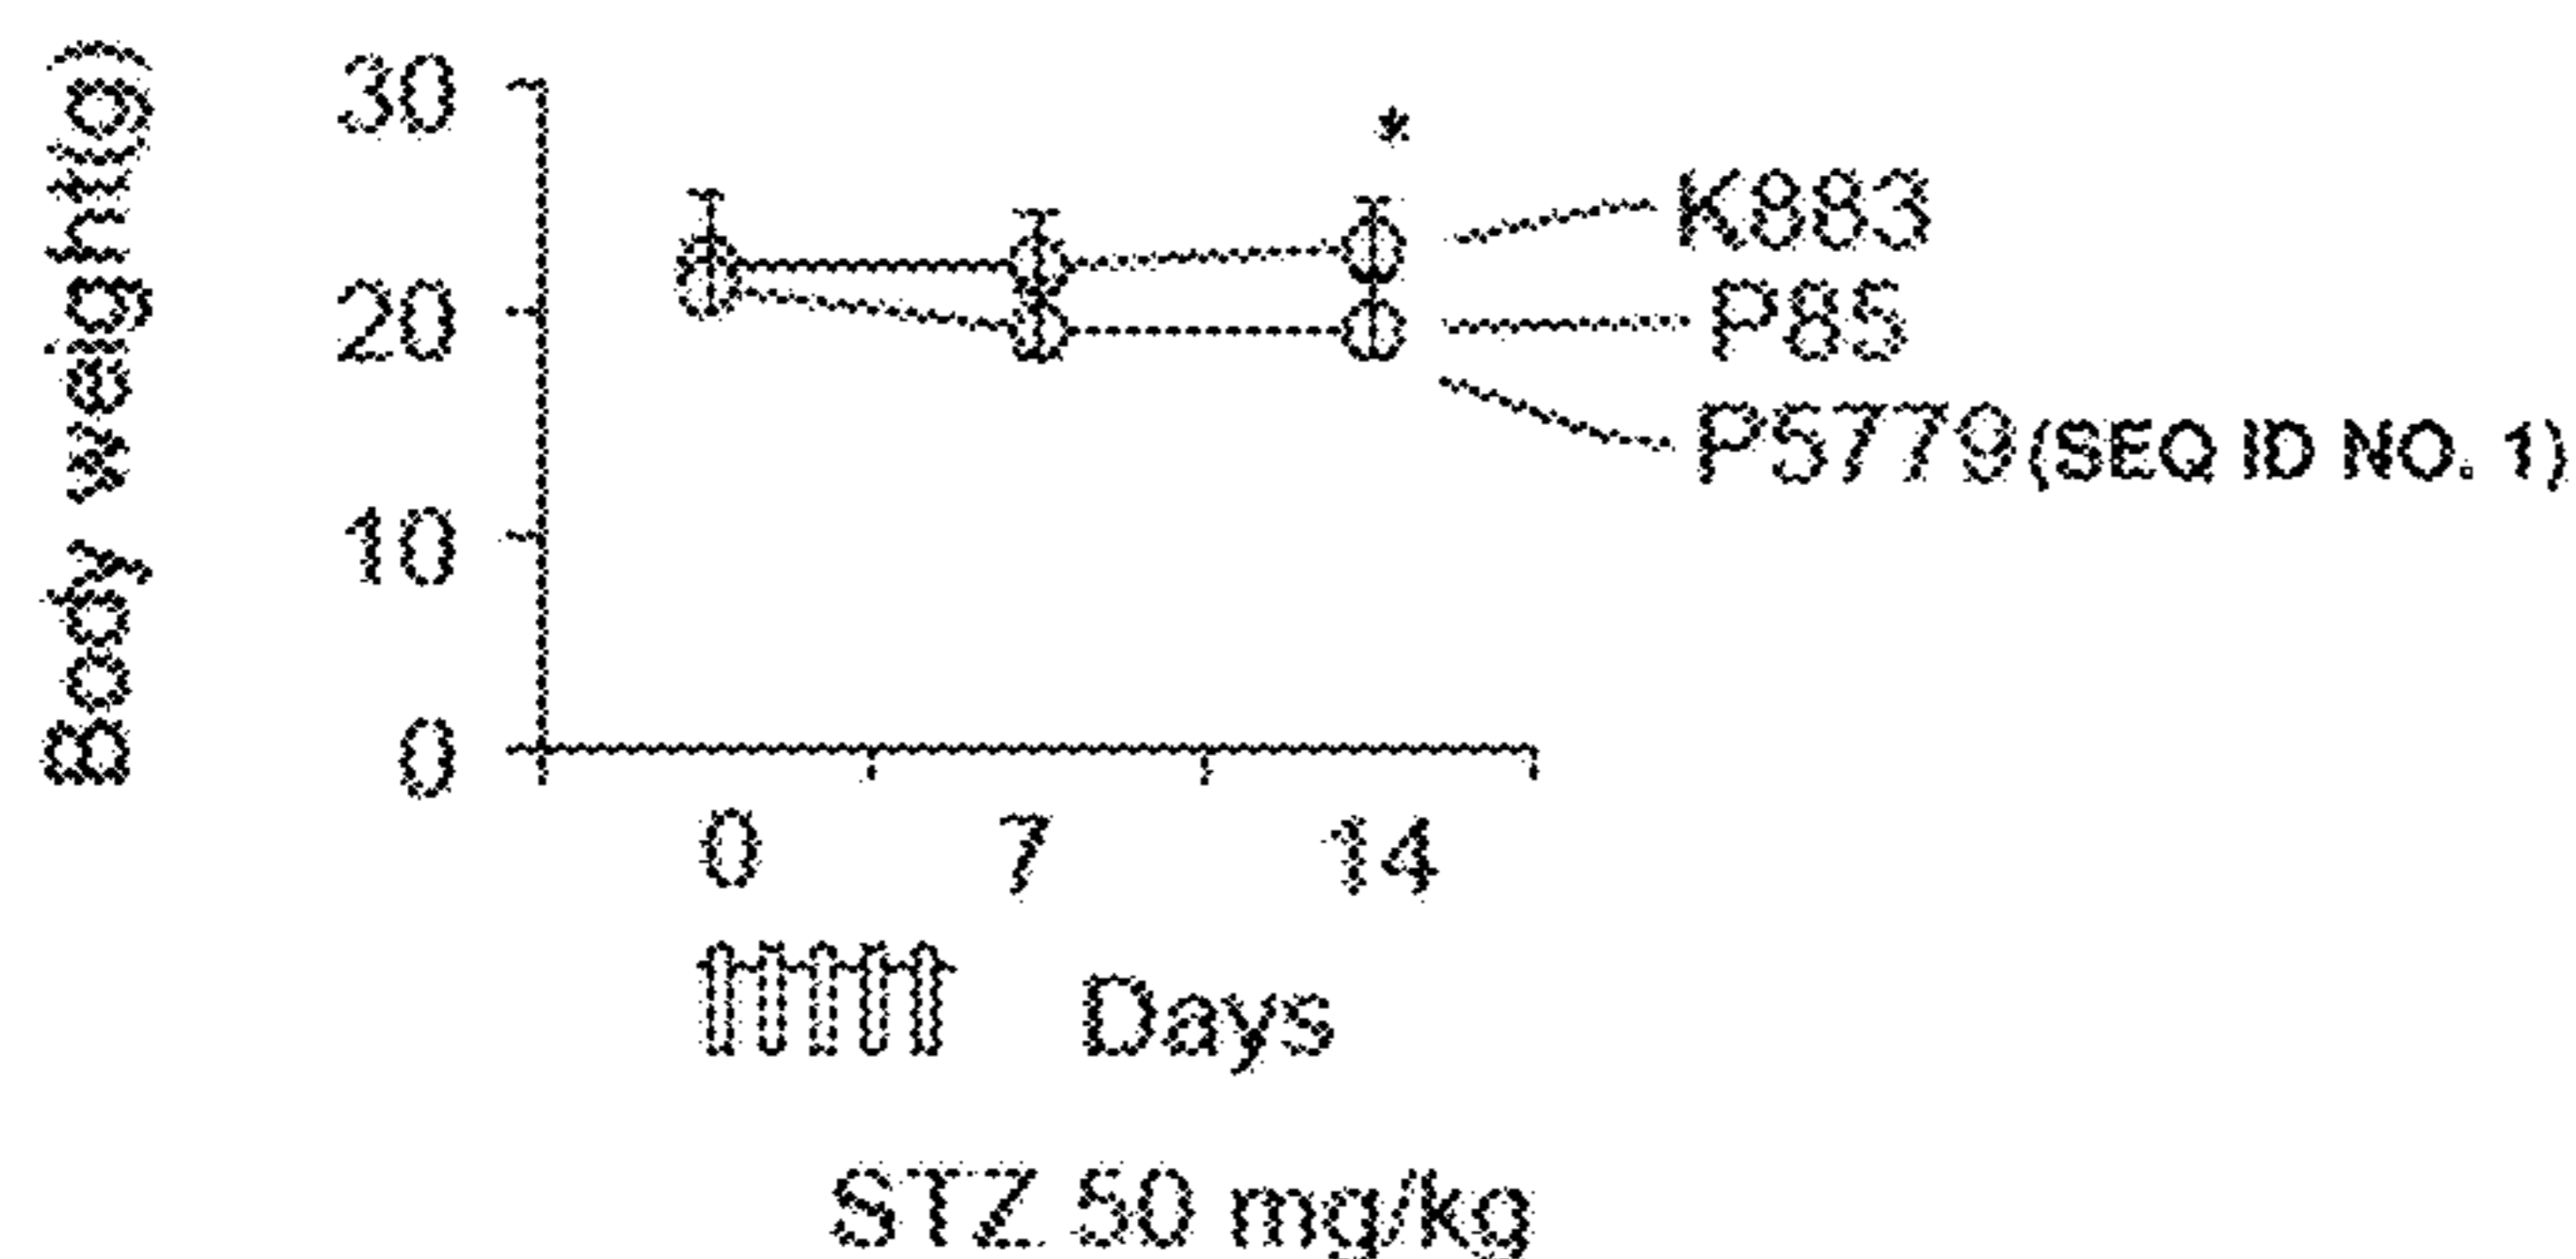 Body weight(g)
30
20
10
0
*
K883
P85
P5779(SEQ ID NO. 1)
0 7 14
Days
STZ 50 mg/kg